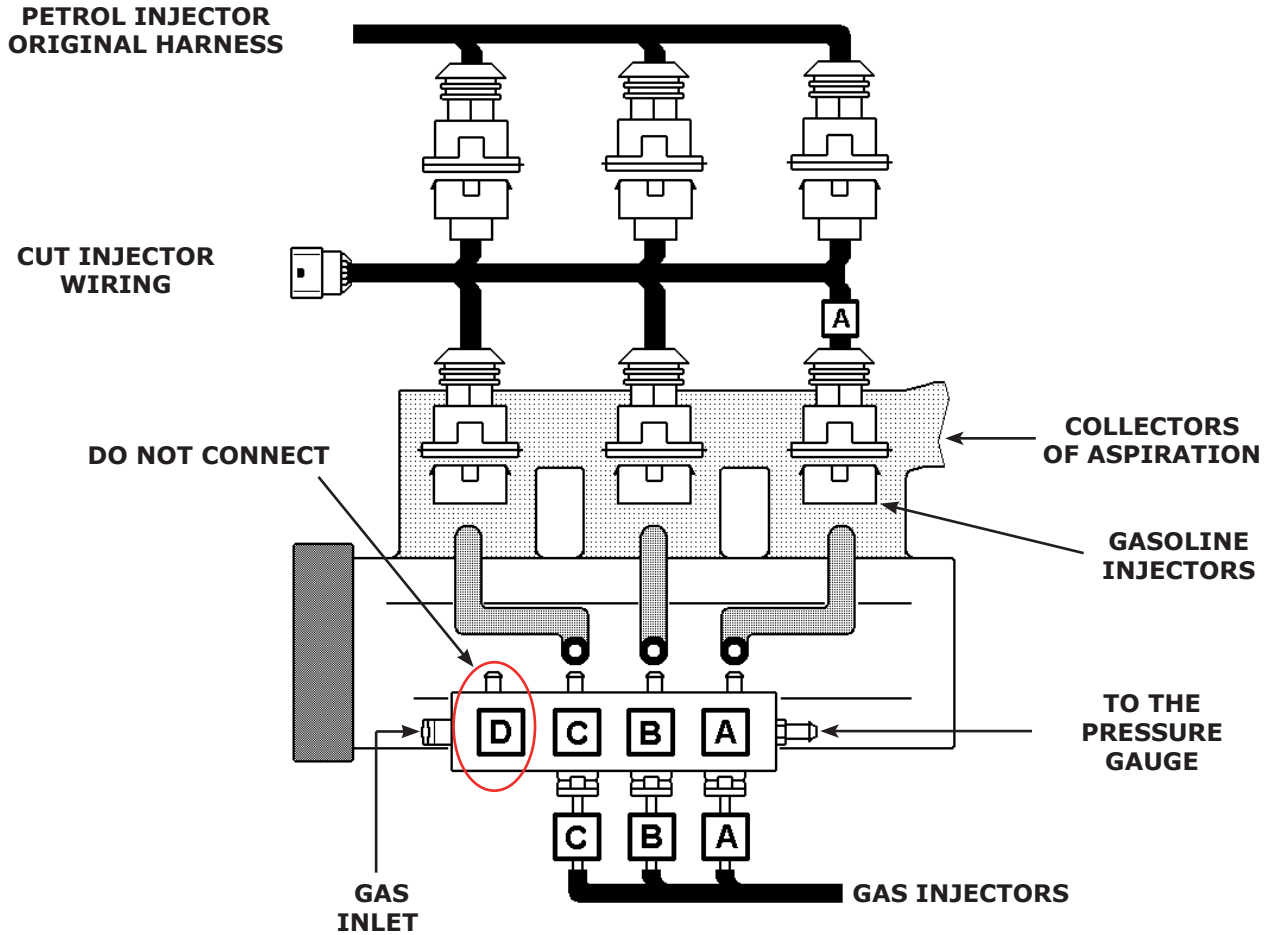 PETROL INJECTOR
ORIGINAL HARNESS
CUT INJECTOR
WIRING
A
DO NOT CONNECT
COLLECTORS
OF ASPIRATION
GASOLINE
INJECTORS
D
C
B
A
TO THE
PRESSURE
GAUGE
C
B
A
GAS
INLET
GAS INJECTORS